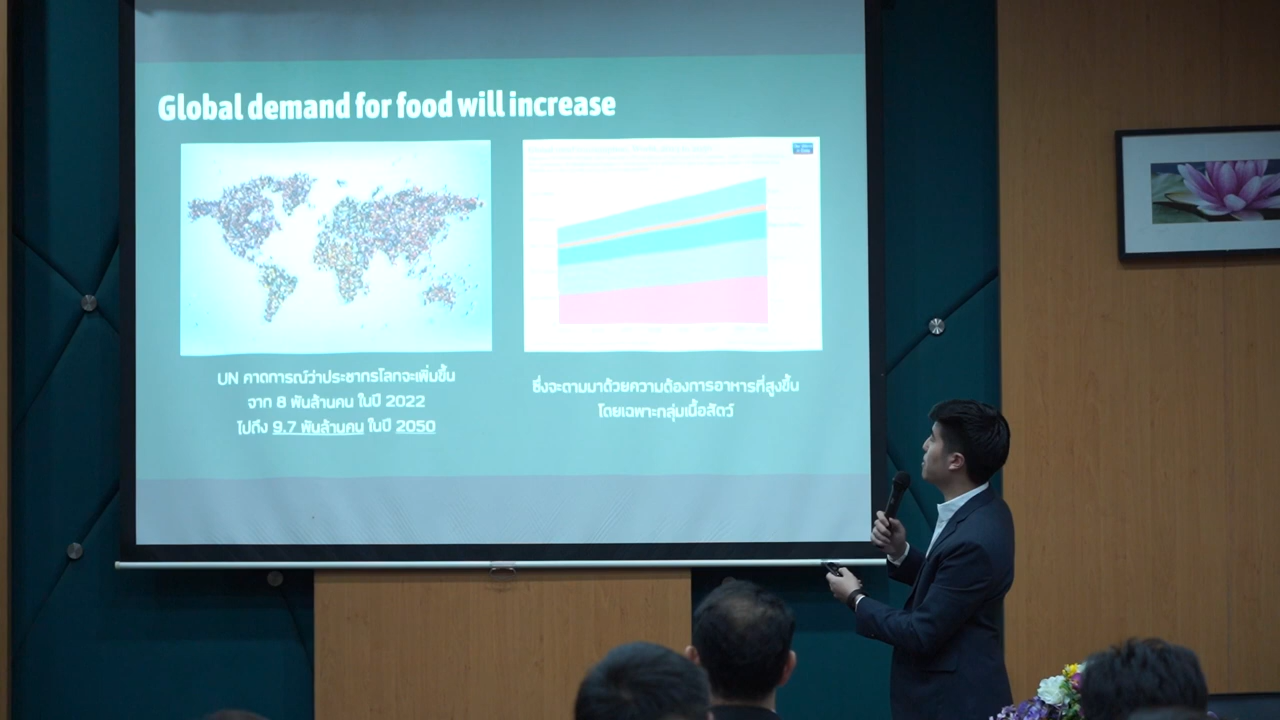 Global demand for food will increase
UN คาดการณ์ว่าประชากรโลกจะเพิ่มขึ้น
จาก 8 พันล้านคน ในปี 2022
ไปถึง 9.7 พันล้านคน ในปี 2050
ซึ่งจะตามมาด้วยความต้องการอาหารที่สูงขึ้น
โดยเฉพาะกลุ่มเนื้อสัตว์